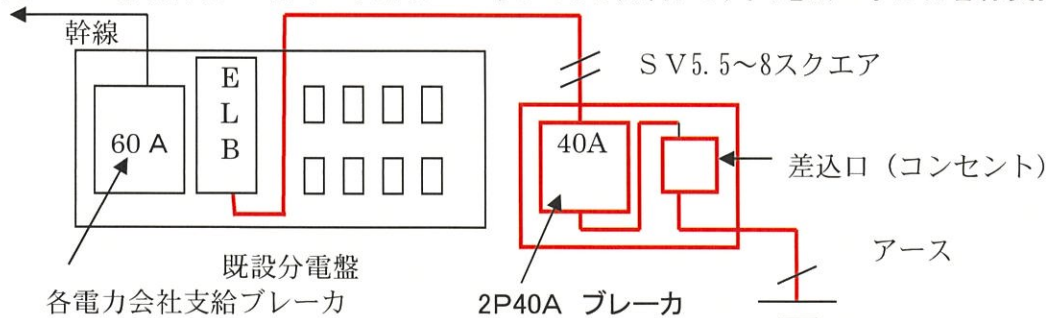 幹線
SV5.5~8スクエア
E
L
B
60 A
40A
差込口 (コンセント)
アース
既設分電盤
各電力会社支給ブレーカ
2P40A ブレーカ